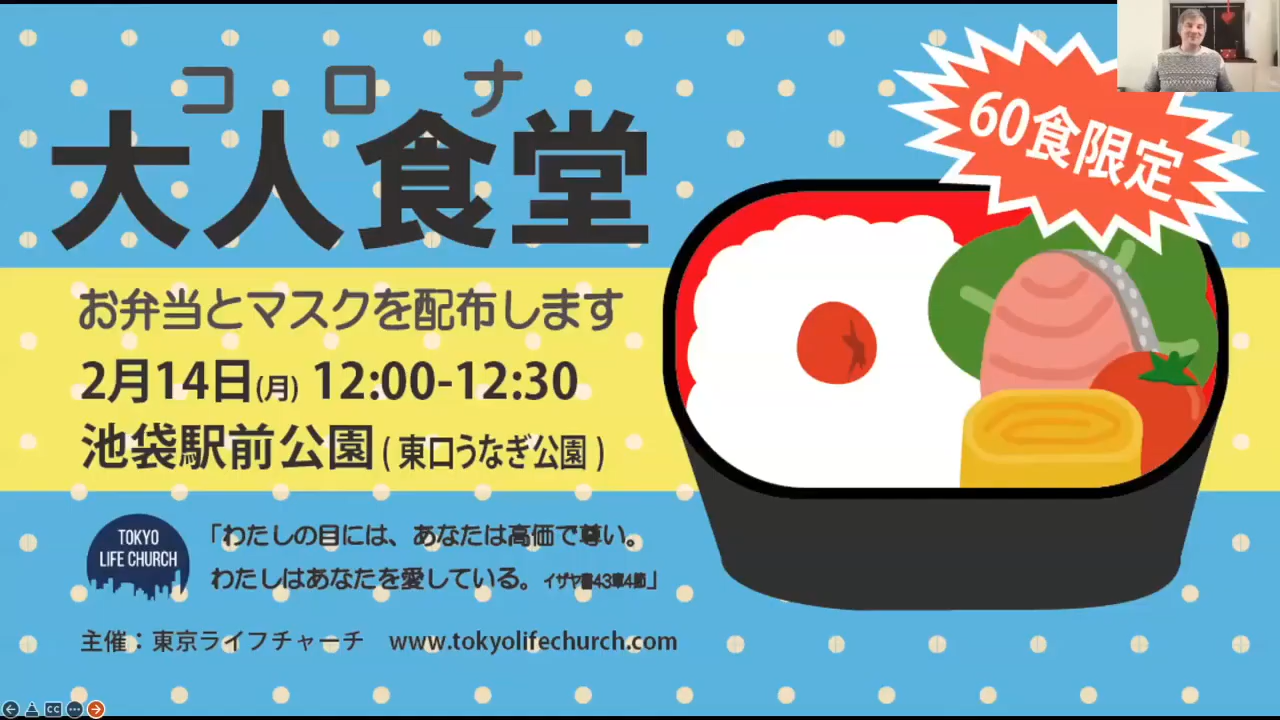 コロナ
大人食堂
60食限定
お弁当とマスクを配布します
2月14日(月) 12:00-12:30
池袋駅前公園(東口うなぎ公園)
TOKYO
LIFE CHURCH
「わたしの目には、あなたは高価で尊い。
わたしはあなたを愛している。イザヤ書43章4節」
主催:東京ライフチャーチ www.tokyolifechurch.com
CC